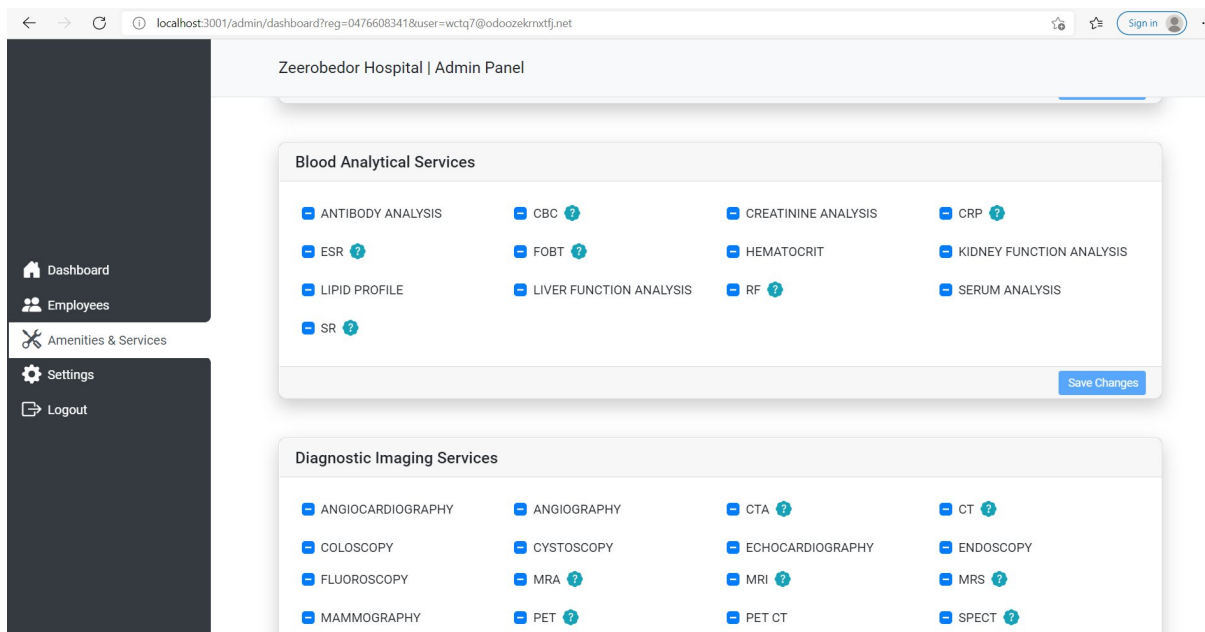 localhost:3001/admin/dashboard?reg=0476608341&user=wctq7@odoozekrnxtfj.net
Sign in
Zeerobedor Hospital | Admin Panel
Dashboard
Employees
Amenities & Services
Settings
Logout
Blood Analytical Services
ANTIBODY ANALYSIS CBC ? CREATININE ANALYSIS CRP ?
ESR ? FOBT ? HEMATOCRIT KIDNEY FUNCTION ANALYSIS
LIPID PROFILE LIVER FUNCTION ANALYSIS RF ? SERUM ANALYSIS
SR ?
Save Changes
Diagnostic Imaging Services
ANGIOCARDIOGRAPHY ANGIOGRAPHY CTA ? CT ?
COLOSCOPY CYSTOSCOPY ECHOCARDIOGRAPHY ENDOSCOPY
FLUOROSCOPY MRA ? MRI ? MRS ?
MAMMOGRAPHY PET ? PET CT SPECT ?